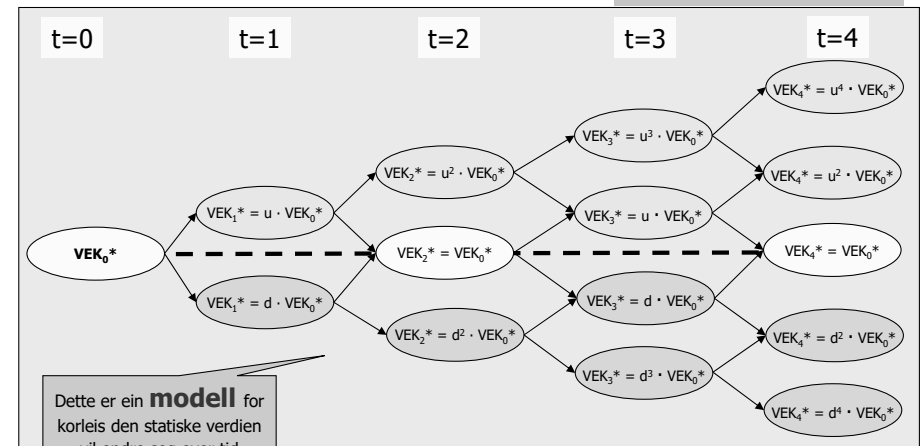 t=0 t=1 t=2 t=3 t=4
VEK₄* = u⁴ · VEK₀*
VEK₃* = u³ · VEK₀*
VEK₂* = u² · VEK₀*
VEK₄* = u² · VEK₀*
VEK₁* = u · VEK₀*
VEK₃* = u · VEK₀*
VEK₀*
VEK₂* = VEK₀*
VEK₄* = VEK₀*
VEK₁* = d · VEK₀*
VEK₃* = d · VEK₀*
VEK₂* = d² · VEK₀*
VEK₄* = d² · VEK₀*
VEK₃* = d³ · VEK₀*
VEK₄* = d⁴ · VEK₀*
Dette er ein modell for
korleis den statiske verdien